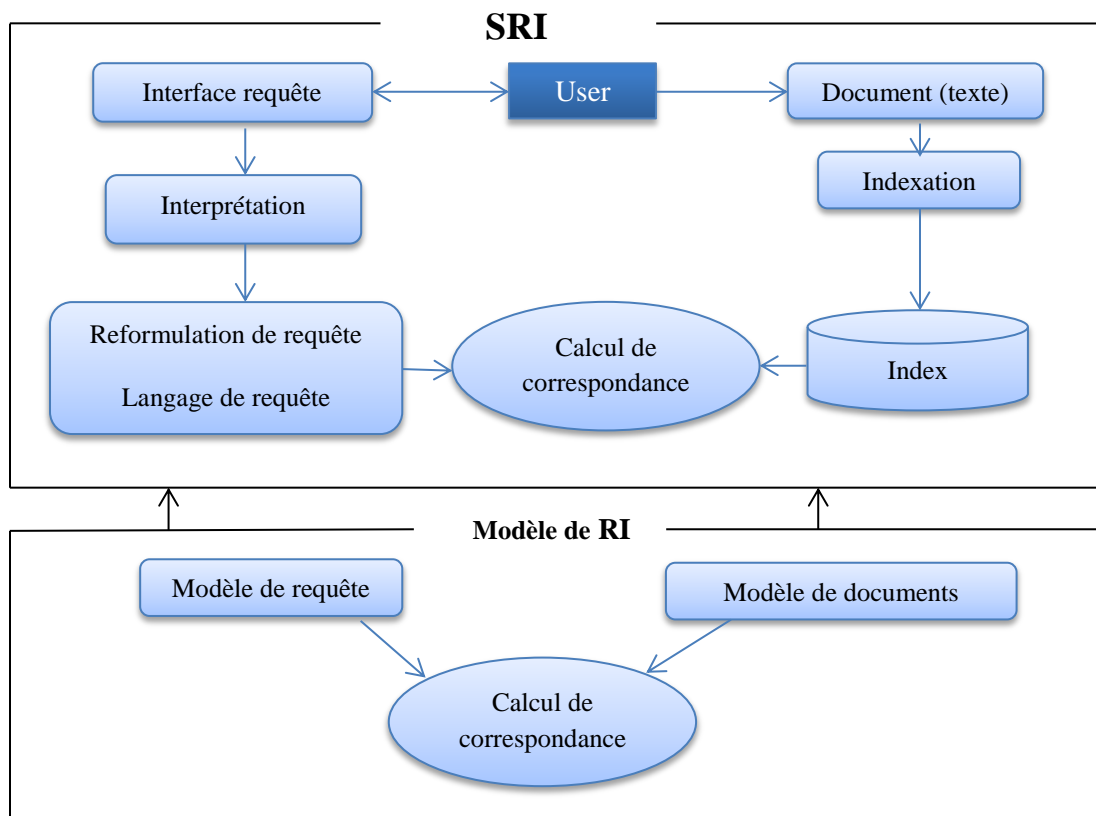 SRI
Interface requête
User
Document (texte)
Interprétation
Indexation
Reformulation de requête
Langage de requête
Calcul de
correspondance
Index
Modèle de RI
Modèle de requête
Modèle de documents
Calcul de
correspondance